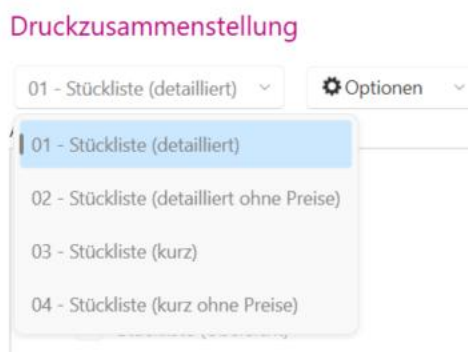 Druckzusammenstellung
01 - Stückliste (detailliert)
Optionen
01 - Stückliste (detailliert)
02 - Stückliste (detailliert ohne Preise)
03 - Stückliste (kurz)
04 - Stückliste (kurz ohne Preise)